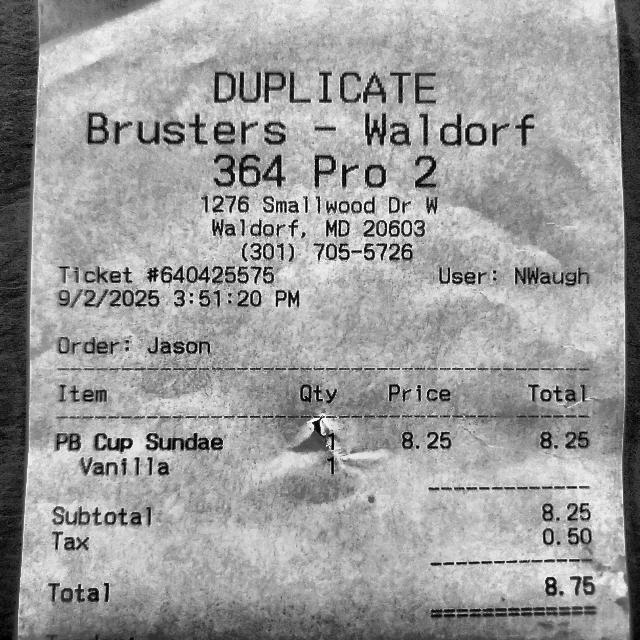 DUPLICATE
Brusters - Waldorf
364 Pro 2
1276 Smallwood Dr W
Waldorf, MD 20603
(301) 705-5726
Ticket #640425575 User: NWaugh
9/2/2025 3:51:20 PM
Order: Jason
Item Qty Price Total
PB Cup Sundae 1 8.25 8.25
Vanilla 1
Subtotal 8.25
Tax 0.50
Total 8.75